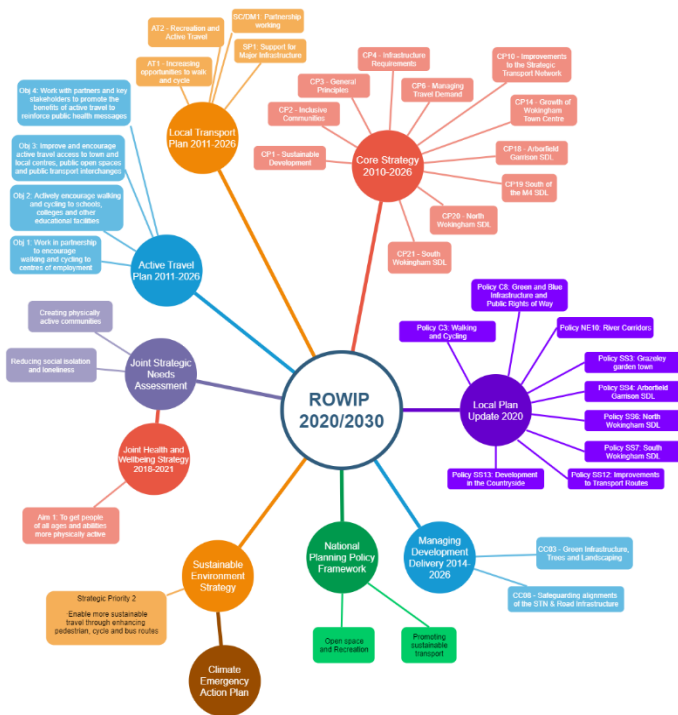 AT2 - Recreation and
Active Travel
SC/DM1: Partnership
working
SP1: Support for
Major Infrastructure
AT1 - Increasing
opportunities to walk
and cycle
Local Transport
Plan 2011-2026
CP4 - Infrastructure
Requirements
CP3 - General
Principles
CP6 - Managing
Travel Demand
CP10 - Improvements
to the Strategic
Transport Network
CP2 - Inclusive
Communities
CP14 - Growth of
Wokingham
Town Centre
CP1 - Sustainable
Development
Core Strategy
2010-2026
CP18 - Arborfield
Garrison SDL
CP19 South of
the M4 SDL
CP20 - North
Wokingham SDL
CP21 - South
Wokingham SDL
Obj 4: Work with partners and key
stakeholders to promote the
benefits of active travel to
reinforce public health messages
Obj 3: Improve and encourage
active travel access to town and
local centres, public open spaces
and public transport interchanges
Obj 2: Actively encourage walking
and cycling to schools,
colleges and other
educational facilities
Obj 1: Work in partnership
to encourage
walking and cycling to
centres of employment
Active Travel
Plan 2011-2026
Creating physically
active communities
Reducing social isolation
and loneliness
Joint Strategic
Needs
Assessment
Joint Health and
Wellbeing Strategy
2018-2021
Aim 1: To get people
of all ages and abilities
more physically active
ROWIP
2020/2030
Policy C8: Green and Blue
Infrastructure and
Public Rights of Way
Policy C3: Walking
and Cycling
Policy NE10: River Corridors
Policy SS3: Grazeley
garden town
Local Plan
Update 2020
Policy SS4: Arborfield
Garrison SDL
Policy SS6: North
Wokingham SDL
Policy SS7: South
Wokingham SDL
Policy SS13: Development
in the Countryside
Policy SS12: Improvements
to Transport Routes
Sustainable
Environment
Strategy
Strategic Priority 2
·Enable more sustainable
travel through enhancing
pedestrian, cycle and bus routes
Climate
Emergency
Action Plan
National
Planning Policy
Framework
Open space
and Recreation
Promoting
sustainable
transport
Managing
Development
Delivery 2014-
2026
CC03 - Green Infrastructure,
Trees and Landscaping
CC08 - Safeguarding alignments
of the STN & Road Infrastructure